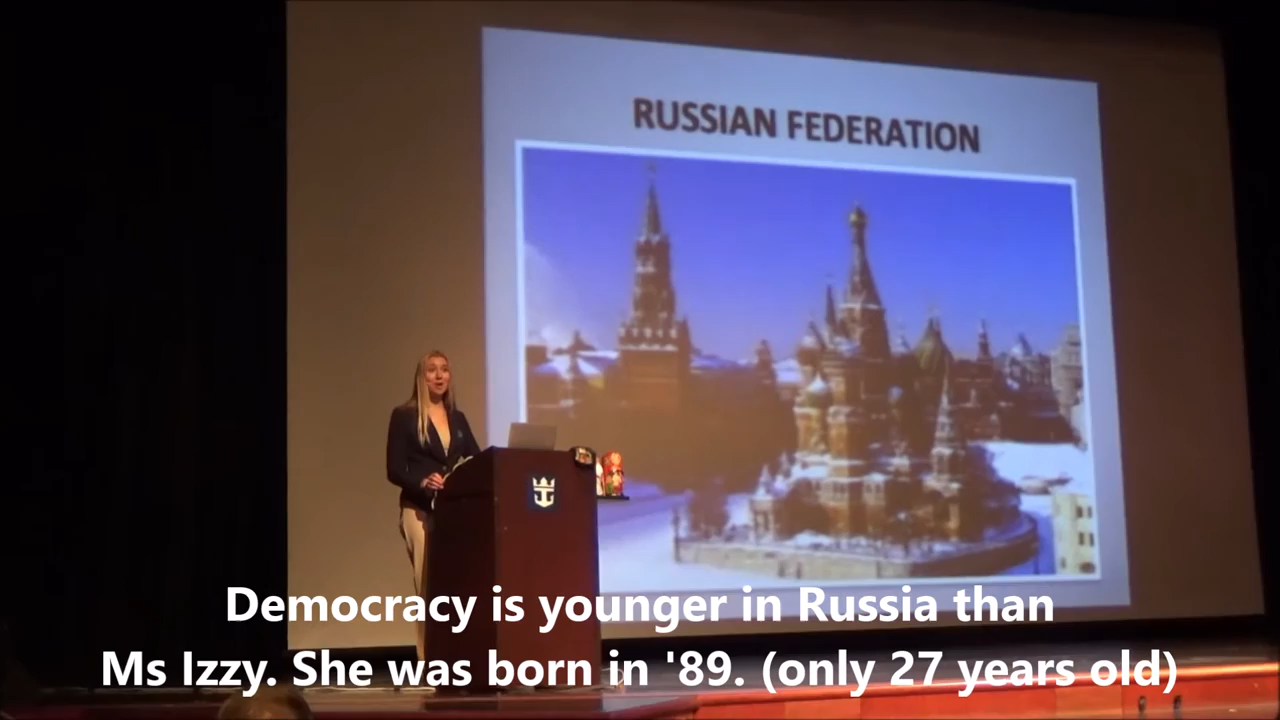 RUSSIAN FEDERATION
Democracy is younger in Russia than
Ms Izzy. She was born in '89. (only 27 years old)